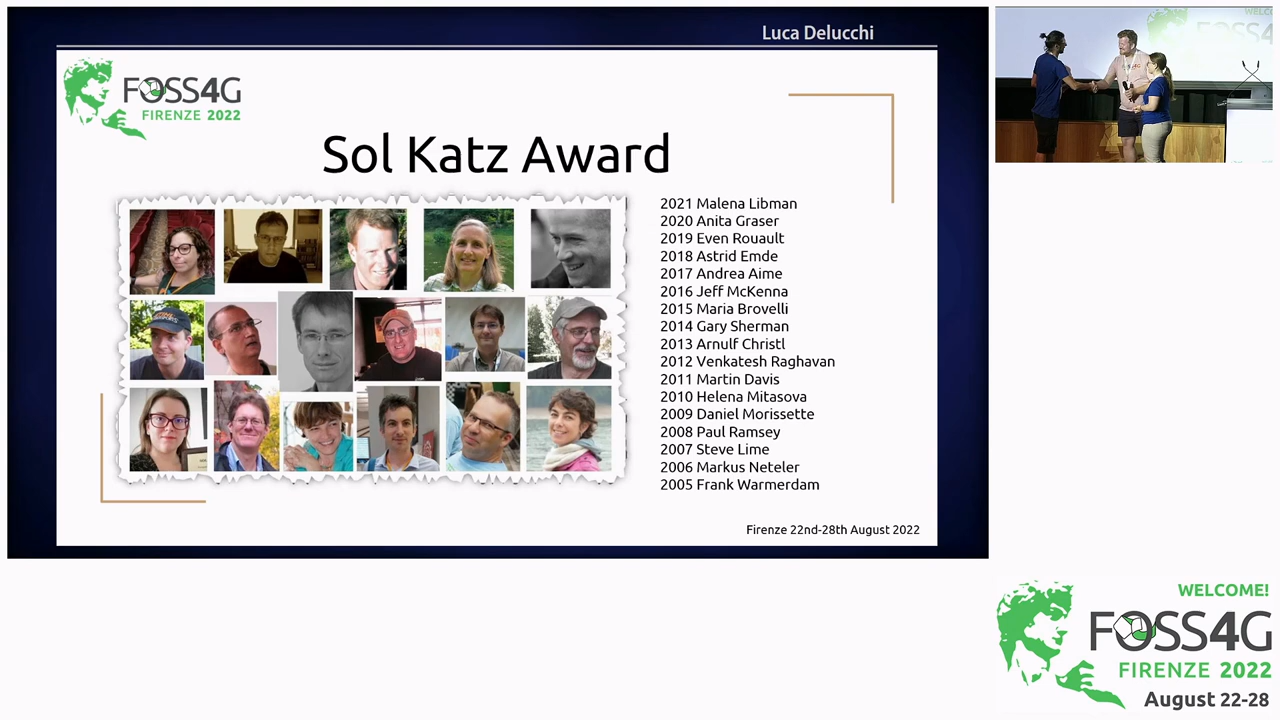 Luca Delucchi
FOSS4G
FIRENZE 2022
Sol Katz Award
2021 Malena Libman
2020 Anita Graser
2019 Even Rouault
2018 Astrid Emde
2017 Andrea Aime
2016 Jeff McKenna
2015 Maria Brovelli
2014 Gary Sherman
2013 Arnulf Christl
2012 Venkatesh Raghavan
2011 Martin Davis
2010 Helena Mitasova
2009 Daniel Morissette
2008 Paul Ramsey
2007 Steve Lime
2006 Markus Neteler
2005 Frank Warmerdam
Firenze 22nd-28th August 2022
WELCOME!
FOSS4G
FIRENZE 2022
August 22-28